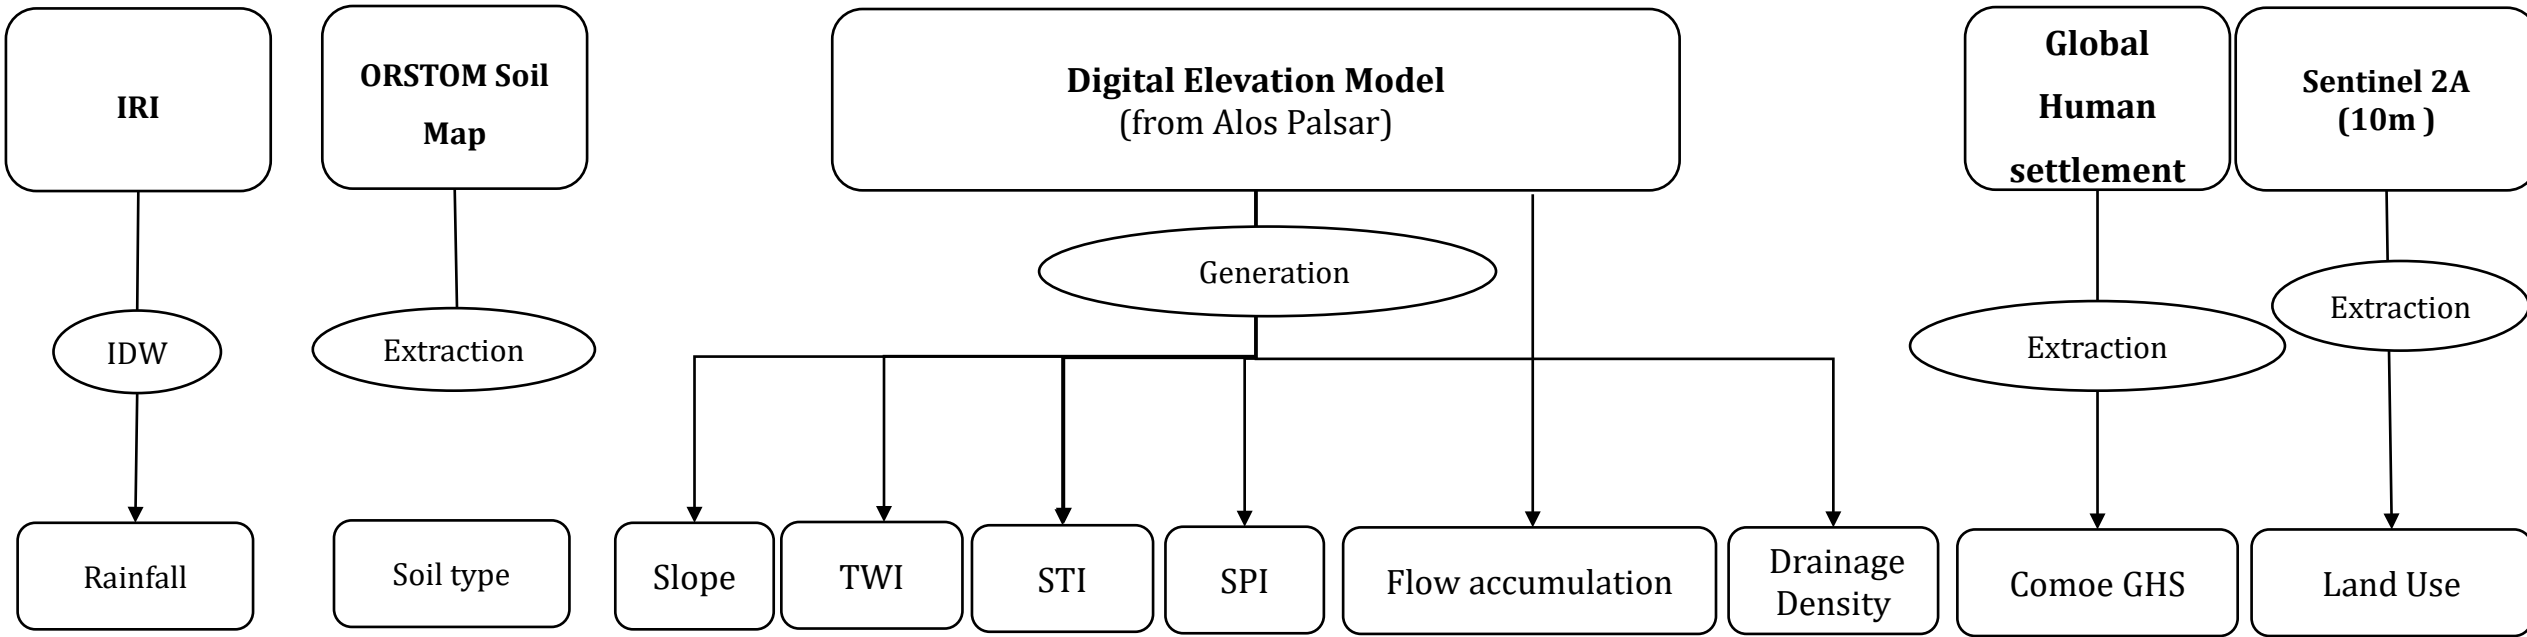 IRI
ORSTOM Soil
Map
Digital Elevation Model
(from Alos Palsar)
Global
Human
settlement
Sentinel 2A
(10m )
Generation
IDW
Extraction
Extraction
Extraction
Rainfall
Soil type
Slope
TWI
STI
SPI
Flow accumulation
Drainage
Density
Comoe GHS
Land Use